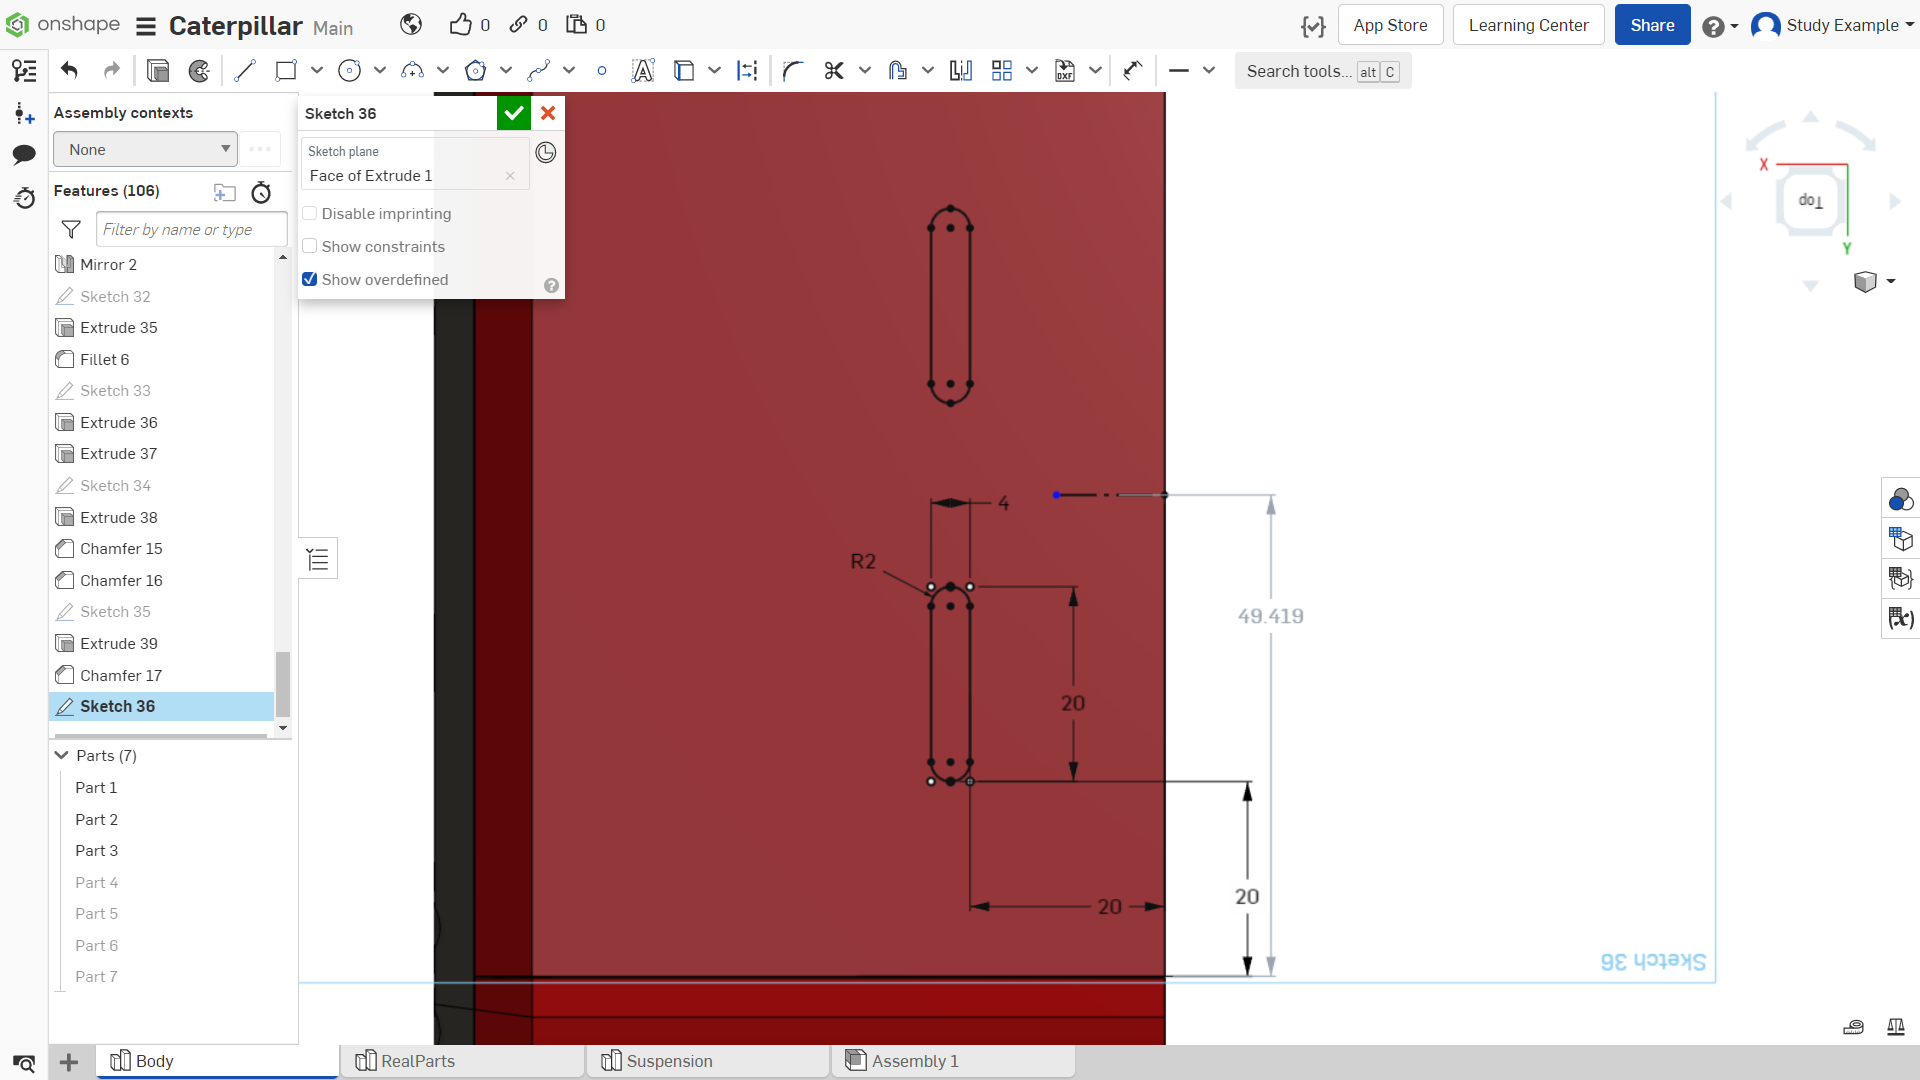 onshape
Caterpillar Main
0
0
0
App Store
Learning Center
Share
Study Example
Search tools... alt C
Assembly contexts
None
Features (106)
Filter by name or type
Mirror 2
Sketch 32
Extrude 35
Fillet 6
Sketch 33
Extrude 36
Extrude 37
Sketch 34
Extrude 38
Chamfer 15
Chamfer 16
Sketch 35
Extrude 39
Chamfer 17
Sketch 36
Parts (7)
Part 1
Part 2
Part 3
Part 4
Part 5
Part 6
Part 7
Sketch 36
Sketch plane
Face of Extrude 1
Disable imprinting
Show constraints
Show overdefined
4
R2
20
49.419
20
20
Sketch 36
X
Top
Y
Body
RealParts
Suspension
Assembly 1